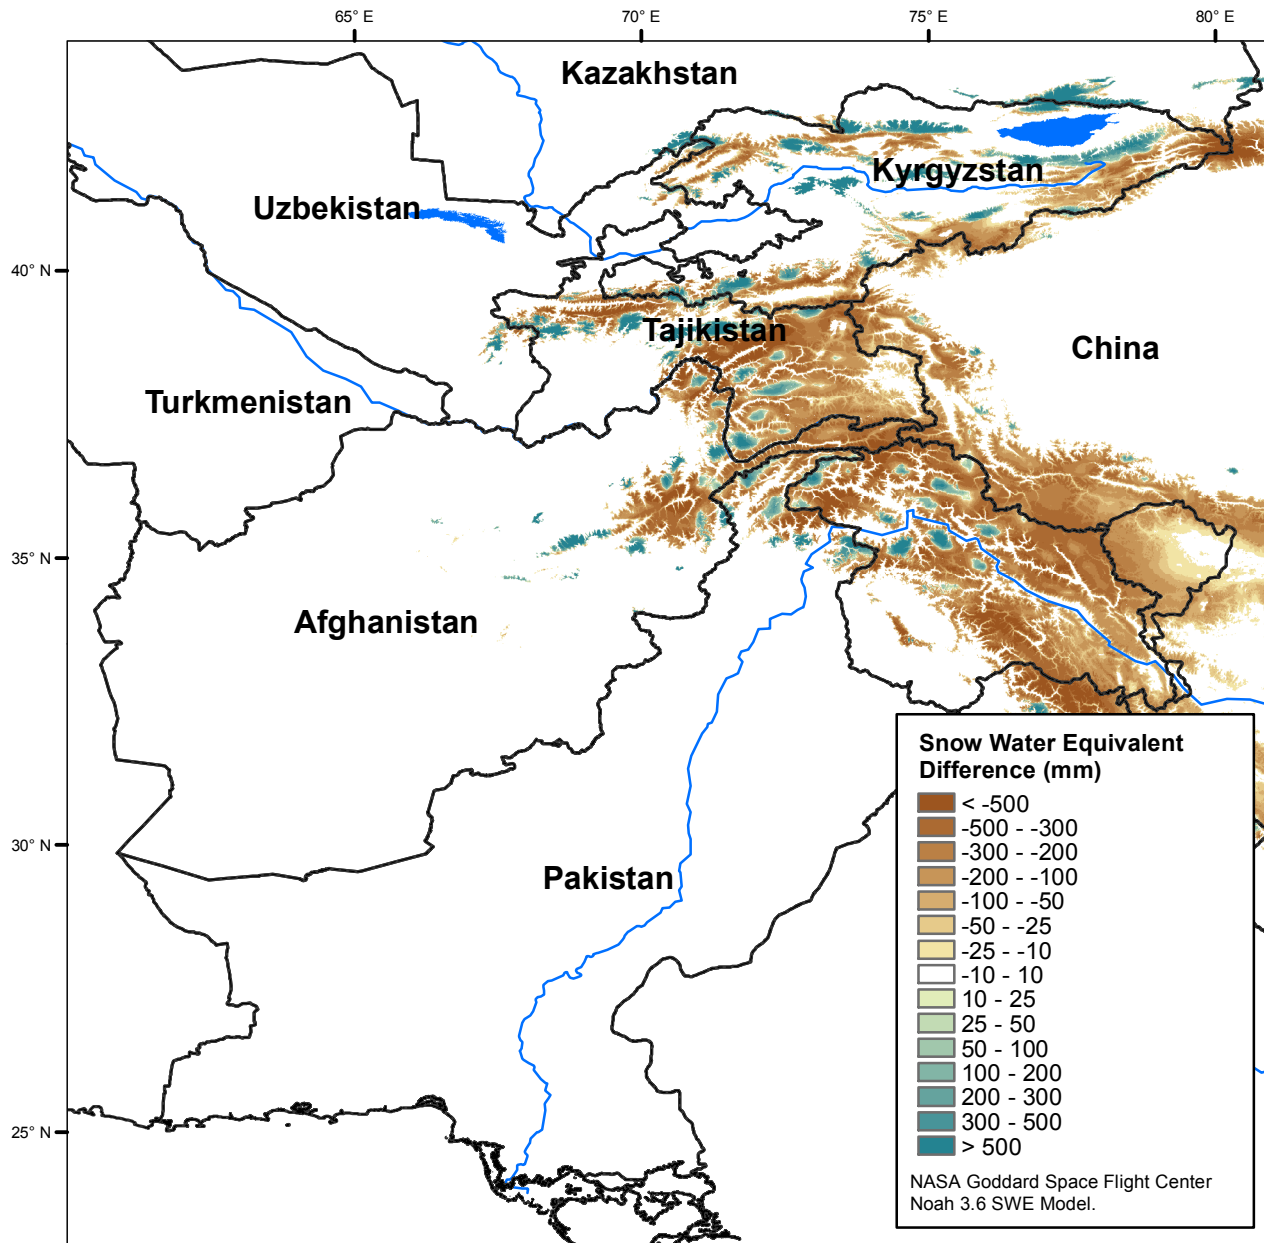 65° E
70° E
75° E
80° E
Kazakhstan
Kyrgyzstan
Uzbekistan
40° N
Tajikistan
China
Turkmenistan
35° N
Afghanistan
30° N
Pakistan
25° N
Snow Water Equivalent
Difference (mm)
< -500
-500 - -300
-300 - -200
-200 - -100
-100 - -50
-50 - -25
-25 - -10
-10 - 10
10 - 25
25 - 50
50 - 100
100 - 200
200 - 300
300 - 500
> 500
NASA Goddard Space Flight Center
Noah 3.6 SWE Model.